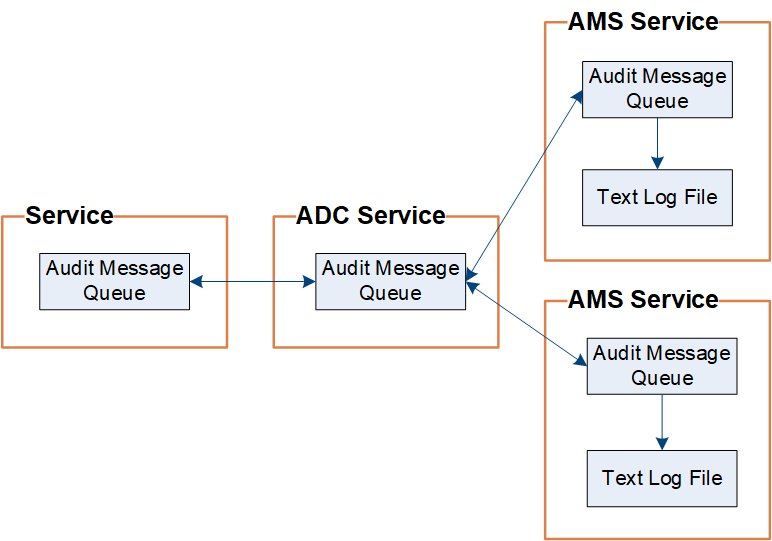 Service
Audit Message
Queue
ADC Service
Audit Message
Queue
AMS Service
Audit Message
Queue
Text Log File
AMS Service
Audit Message
Queue
Text Log File